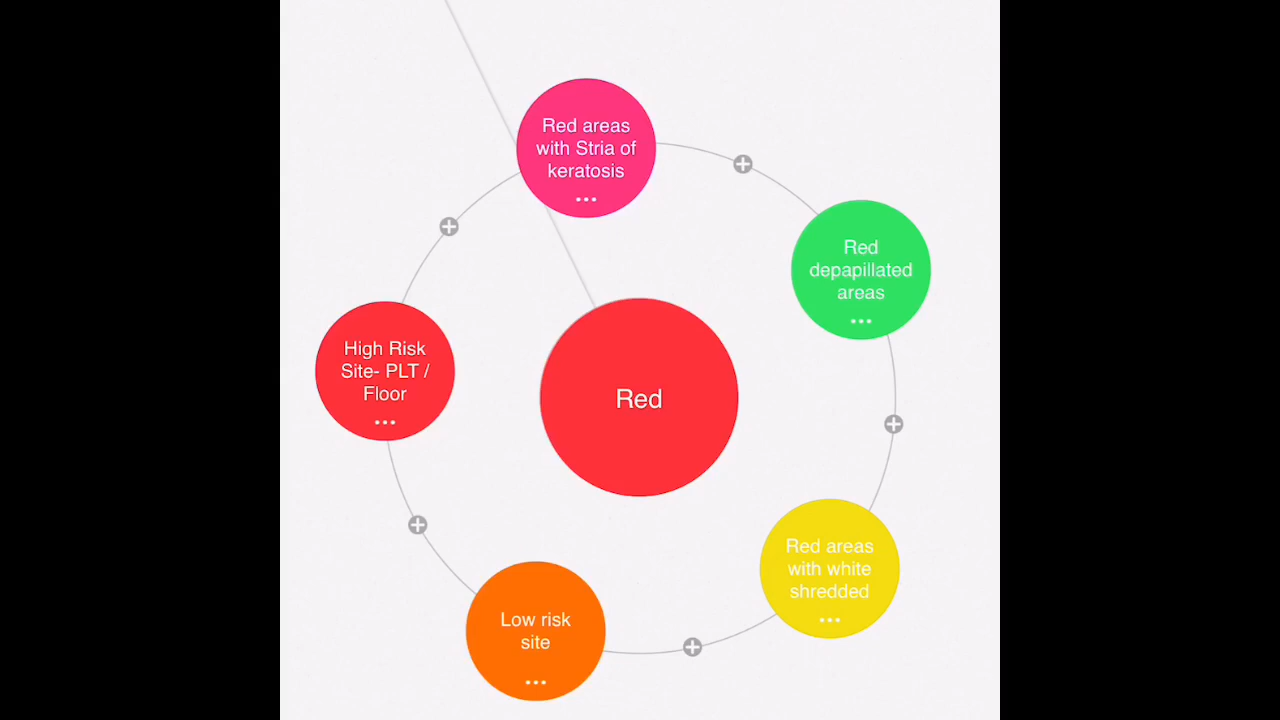 Red areas
with Stria of
keratosis
...
Red
depapillated
areas
...
High Risk
Site- PLT /
Floor
...
Red
Red areas
with white
shredded
...
Low risk
site
...